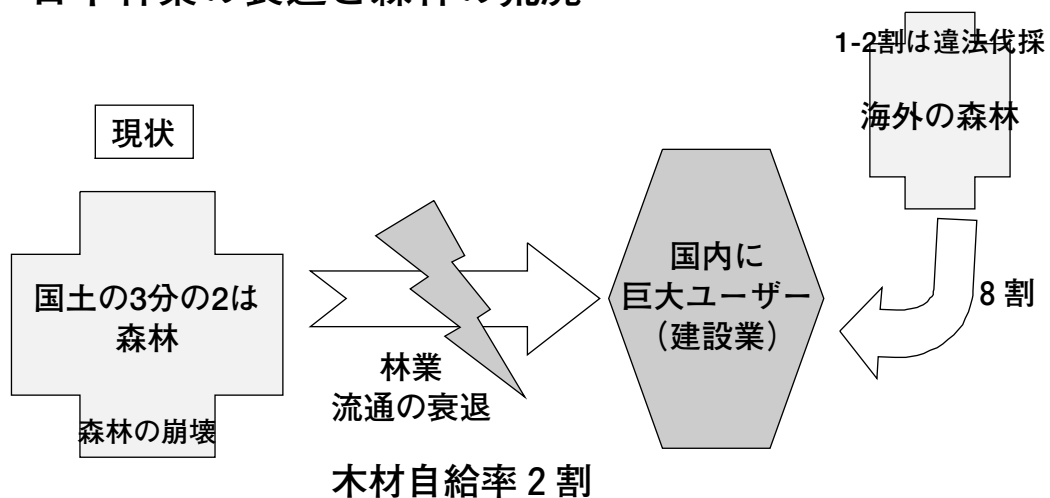 現状
国土の3分の2は
森林
森林の崩壊
林業
流通の衰退
木材自給率2割
国内に
巨大ユーザー
（建設業）
1-2割は違法伐採
海外の森林
8割